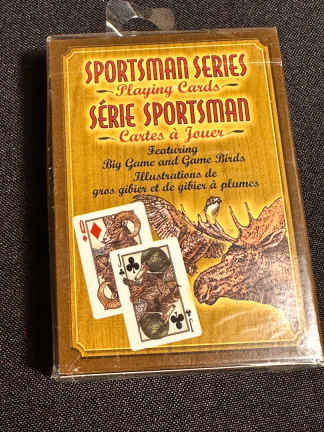 SPORTSMAN SERIES
Playing Cards
SÉRIE SPORTSMAN
Cartes à Jouer
Featuring
Big Game and Game Birds
Illustrations de
gros gibier et de gibier à plumes